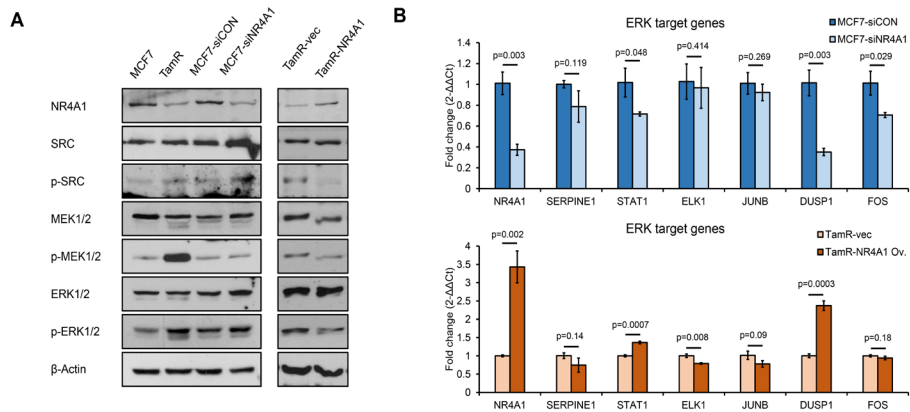 A
MCF7
TamR
MCF7-siCON
MCF7-siNR4A1
TamR-vec
TamR-NR4A1
NR4A1
SRC
p-SRC
MEK1/2
p-MEK1/2
ERK1/2
p-ERK1/2
β-Actin
B
ERK target genes
MCF7-siCON
MCF7-siNR4A1
Fold change (2-ΔΔCt)
1.4
1.2
1
0.8
0.6
0.4
0.2
0
p=0.003
p=0.119
p=0.048
p=0.414
p=0.269
p=0.003
p=0.029
NR4A1 SERPINE1 STAT1 ELK1 JUNB DUSP1 FOS
ERK target genes
TamR-vec
TamR-NR4A1 Ov.
Fold change (2-ΔΔCt)
4
3.5
3
2.5
2
1.5
1
0.5
0
p=0.002
p=0.14
p=0.0007
p=0.008
p=0.09
p=0.0003
p=0.18
NR4A1 SERPINE1 STAT1 ELK1 JUNB DUSP1 FOS